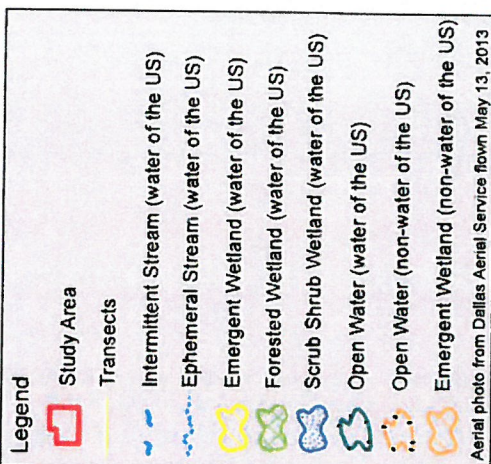 Legend
Study Area
Transects
Intermittent Stream (water of the US)
Ephemeral Stream (water of the US)
Emergent Wetland (water of the US)
Forested Wetland (water of the US)
Scrub Shrub Wetland (water of the US)
Open Water (water of the US)
Open Water (non-water of the US)
Emergent Wetland (non-water of the US)
Aerial photo from Dallas Aerial Service flown May 13, 2013